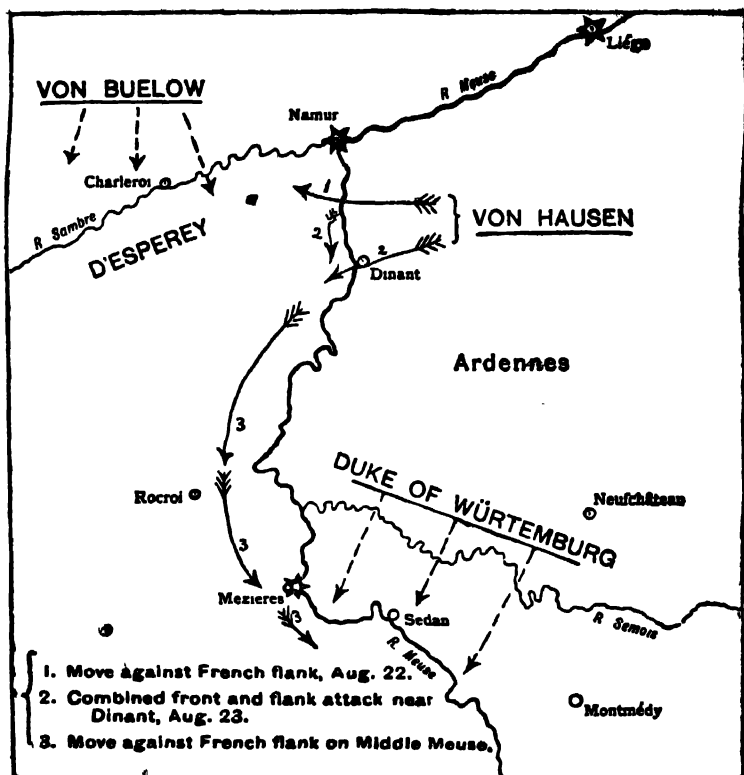 Liége
R Meuse
VON BUELOW
Namur
Charleroi
1
VON HAUSEN
R Sambre
2
2
D'ESPEREY
Dinant
Ardennes
3
DUKE OF WÜRTEMBURG
Rocroi
Neufchâteau
3
Mezieres
3
Sedan
R Semois
R. Meuse
1. Move against French flank, Aug. 22.
2. Combined front and flank attack near
Dinant, Aug. 23.
3. Move against French flank on Middle Meuse.
Montmédy